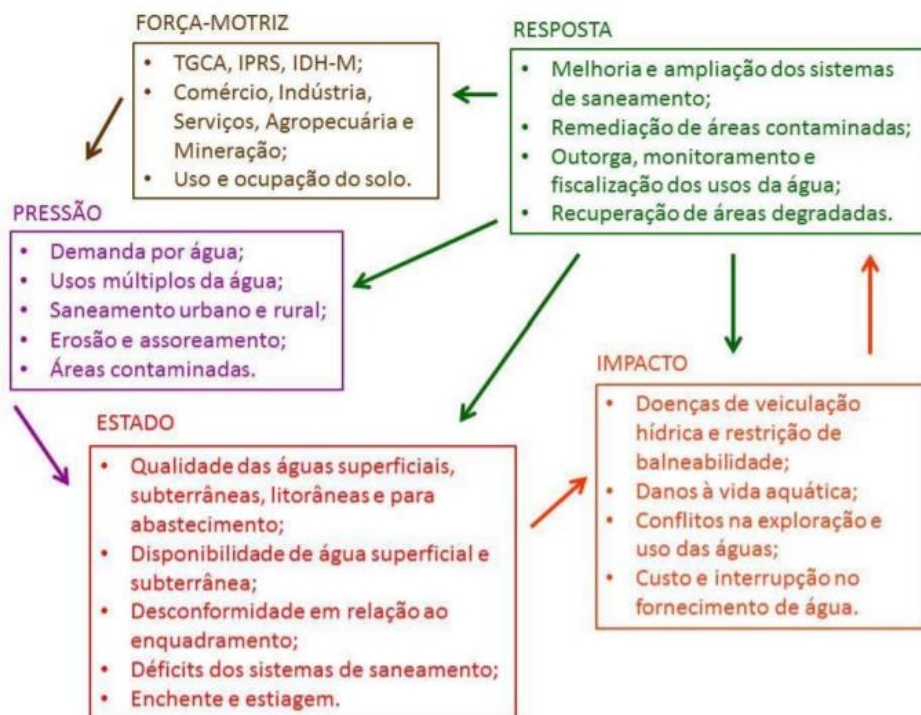 FORÇA-MOTRIZ
• TGCA, IPRS, IDH-M;
• Comércio, Indústria,
Serviços, Agropecuária e
Mineração;
• Uso e ocupação do solo.
RESPOSTA
• Melhoria e ampliação dos sistemas
de saneamento;
• Remediação de áreas contaminadas;
• Outorga, monitoramento e
fiscalização dos usos da água;
• Recuperação de áreas degradadas.
PRESSÃO
• Demanda por água;
• Usos múltiplos da água;
• Saneamento urbano e rural;
• Erosão e assoreamento;
• Áreas contaminadas.
ESTADO
• Qualidade das águas superficiais,
subterrâneas, litorâneas e para
abastecimento;
• Disponibilidade de água superficial e
subterrânea;
• Desconformidade em relação ao
enquadramento;
• Déficits dos sistemas de saneamento;
• Enchente e estiagem.
IMPACTO
• Doenças de veiculação
hídrica e restrição de
balneabilidade;
• Danos à vida aquática;
• Conflitos na exploração e
uso das águas;
• Custo e interrupção no
fornecimento de água.